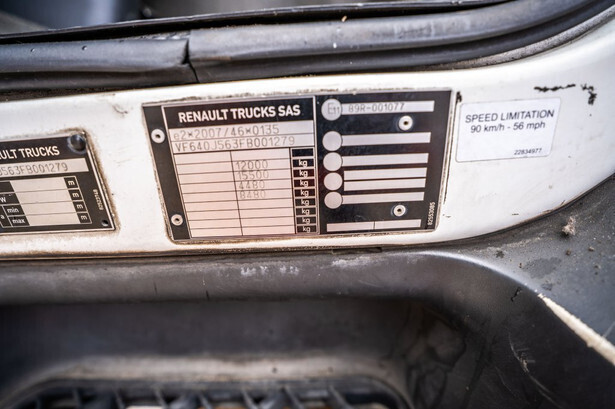 RENAULT TRUCKS SAS
e2*2007/46*0135
VF640J563FB001279
12000 kg
15500 kg
4480 kg
8480 kg
kg
kg
kg
E11 89R-001077
SPEED LIMITATION
90 km/h - 56 mph
22834977
ULT TRUCKS
J563FB001279
W
min
max
E
E
E
E